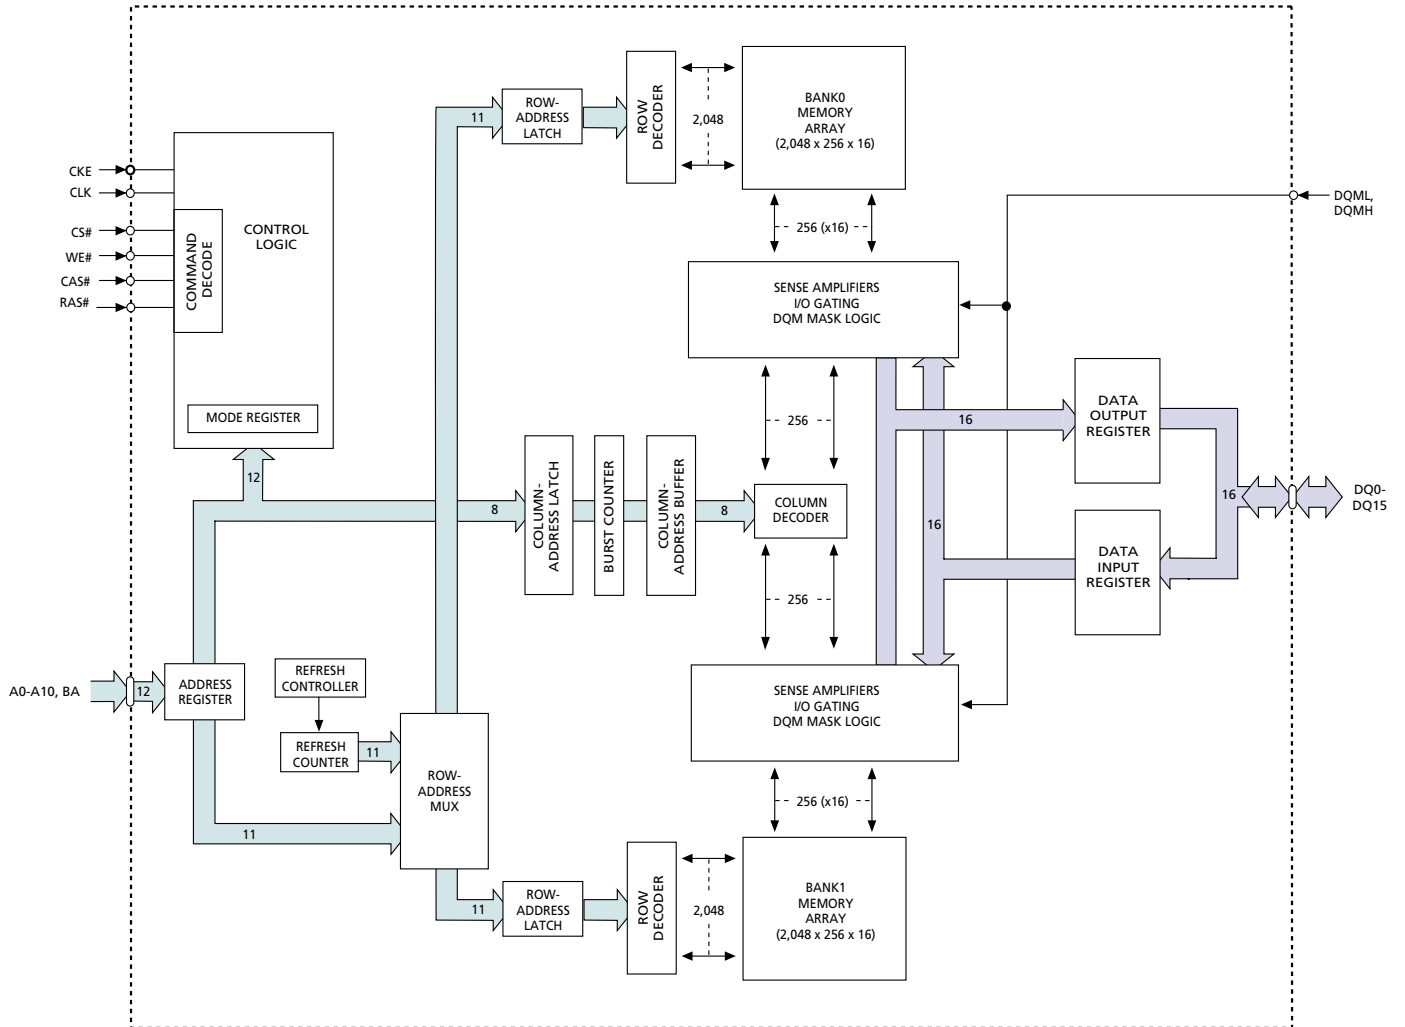 ROW-
ADDRESS
LATCH
11
ROW
DECODER
2,048
BANK0
MEMORY
ARRAY
(2,048 x 256 x 16)
CKE
CLK
CS#
WE#
CAS#
RAS#
CONTROL
LOGIC
COMMAND
DECODE
MODE REGISTER
256 (x16)
DQML,
DQMH
SENSE AMPLIFIERS
I/O GATING
DQM MASK LOGIC
256
16
DATA
OUTPUT
REGISTER
12
8
COLUMN-
ADDRESS LATCH
BURST COUNTER
COLUMN-
ADDRESS BUFFER
8
COLUMN
DECODER
16
16
DQ0-
DQ15
DATA
INPUT
REGISTER
256
A0-A10, BA
12
ADDRESS
REGISTER
REFRESH
CONTROLLER
REFRESH
COUNTER
11
ROW-
ADDRESS
MUX
11
SENSE AMPLIFIERS
I/O GATING
DQM MASK LOGIC
256 (x16)
11
ROW-
ADDRESS
LATCH
ROW
DECODER
2,048
BANK1
MEMORY
ARRAY
(2,048 x 256 x 16)